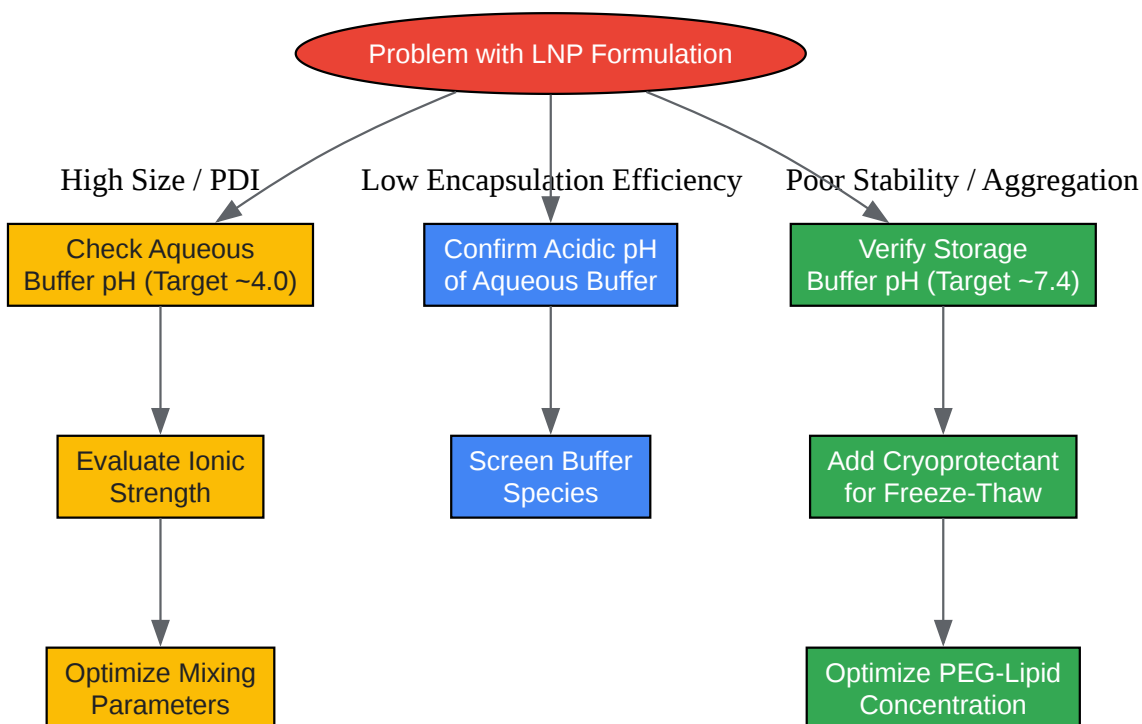 Problem with LNP Formulation
High Size / PDI
Low Encapsulation Efficiency
Poor Stability / Aggregation
Check Aqueous
Buffer pH (Target ~4.0)
Confirm Acidic pH
of Aqueous Buffer
Verify Storage
Buffer pH (Target ~7.4)
Evaluate Ionic
Strength
Screen Buffer
Species
Add Cryoprotectant
for Freeze-Thaw
Optimize Mixing
Parameters
Optimize PEG-Lipid
Concentration